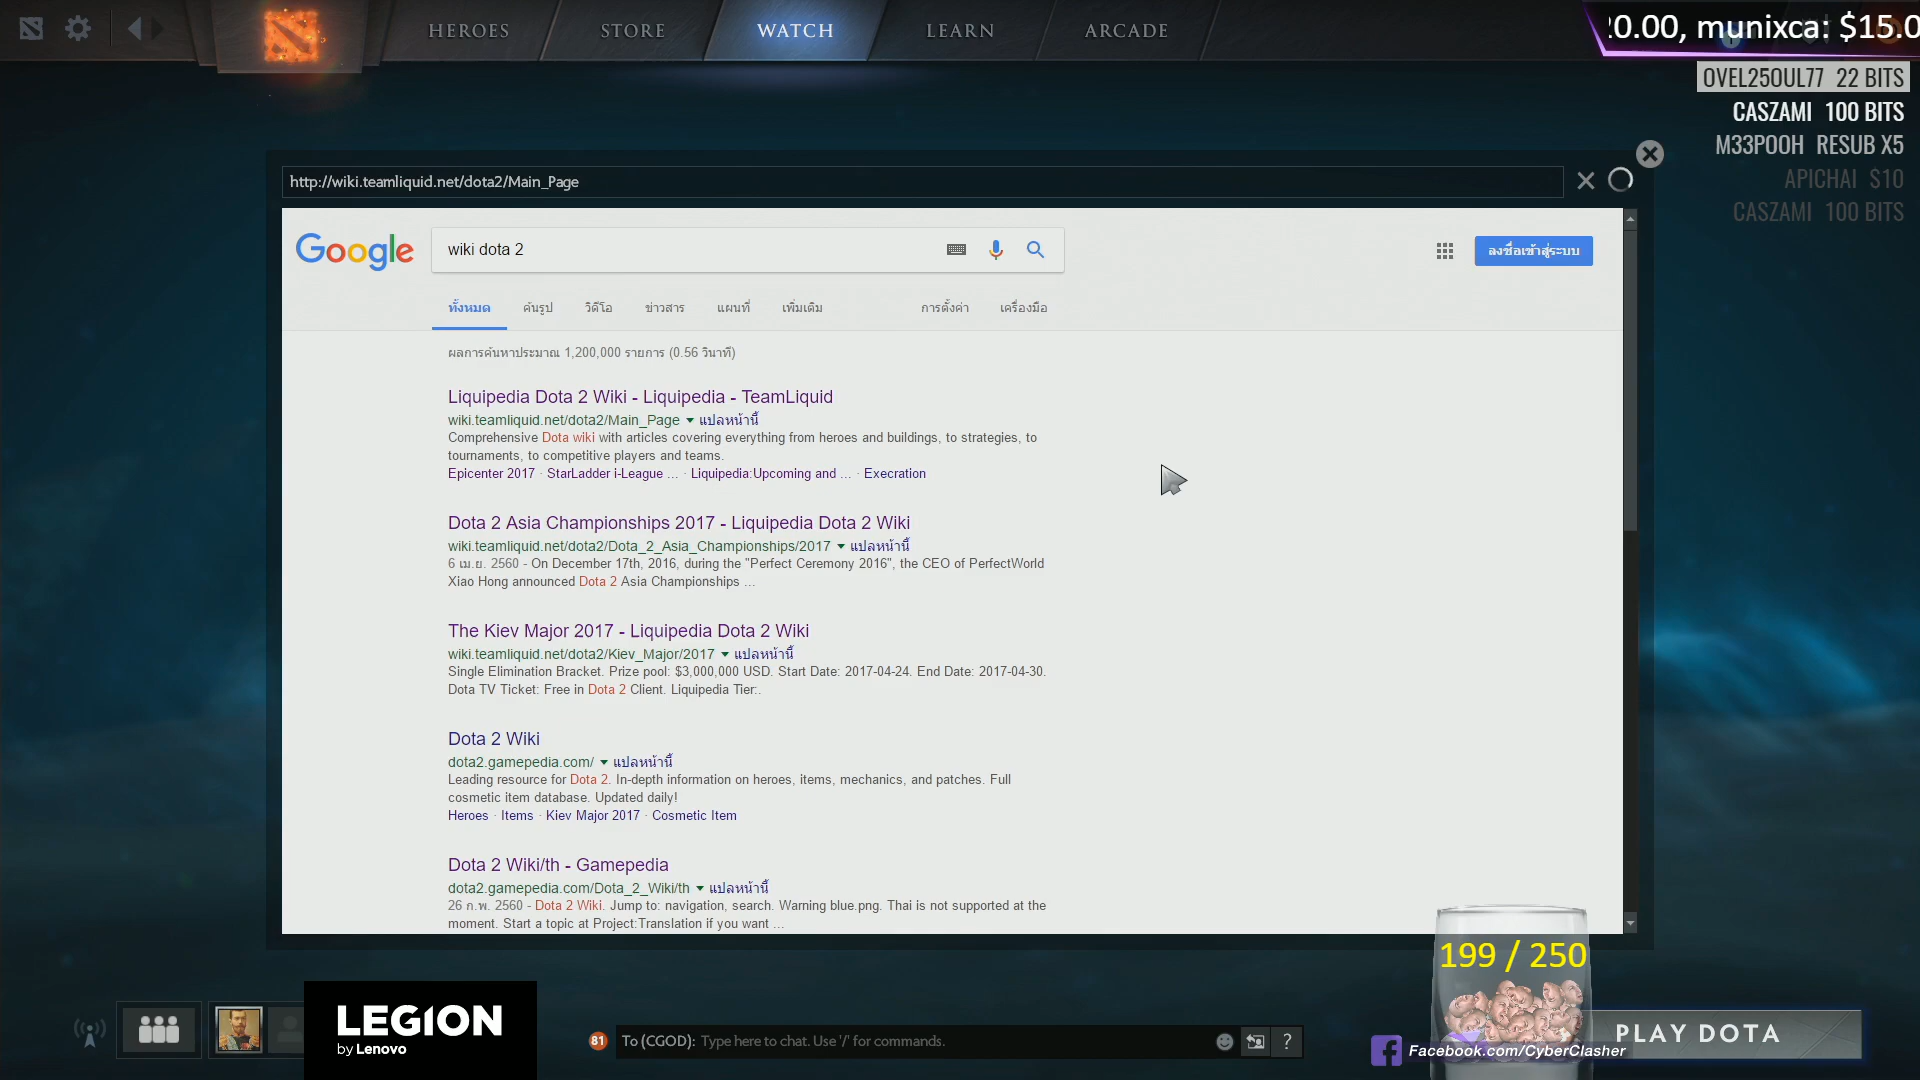 HEROES
STORE
WATCH
LEARN
ARCADE
0.00, munixca: $15.0
OVEL25OUL77 22 BITS
CASZAMI 100 BITS
M33POOH RESUB X5
APICHAI $10
CASZAMI 100 BITS
http://wiki.teamliquid.net/dota2/Main_Page
Google
wiki dota 2
ลงชื่อเข้าสู่ระบบ
ทั้งหมด
ค้นรูป
วิดีโอ
ข่าวสาร
แผนที่
เพิ่มเติม
การตั้งค่า
เครื่องมือ
ผลการค้นหาประมาณ 1,200,000 รายการ (0.56 วินาที)
Liquipedia Dota 2 Wiki - Liquipedia - TeamLiquid
wiki.teamliquid.net/dota2/Main_Page แปลหน้านี้
Comprehensive Dota wiki with articles covering everything from heroes and buildings, to strategies, to
tournaments, to competitive players and teams.
Epicenter 2017 · StarLadder i-League ... · Liquipedia:Upcoming and ... · Execration
Dota 2 Asia Championships 2017 - Liquipedia Dota 2 Wiki
wiki.teamliquid.net/dota2/Dota_2_Asia_Championships/2017 แปลหน้านี้
6 เม.ย. 2560 - On December 17th, 2016, during the "Perfect Ceremony 2016", the CEO of PerfectWorld
Xiao Hong announced Dota 2 Asia Championships ...
The Kiev Major 2017 - Liquipedia Dota 2 Wiki
wiki.teamliquid.net/dota2/Kiev_Major/2017 แปลหน้านี้
Single Elimination Bracket. Prize pool: $3,000,000 USD. Start Date: 2017-04-24. End Date: 2017-04-30.
Dota TV Ticket: Free in Dota 2 Client. Liquipedia Tier:.
Dota 2 Wiki
dota2.gamepedia.com/ แปลหน้านี้
Leading resource for Dota 2. In-depth information on heroes, items, mechanics, and patches. Full
cosmetic item database. Updated daily!
Heroes · Items · Kiev Major 2017 · Cosmetic Item
Dota 2 Wiki/th - Gamepedia
dota2.gamepedia.com/Dota_2_Wiki/th แปลหน้านี้
26 ก.พ. 2560 - Dota 2 Wiki. Jump to: navigation, search. Warning blue.png. Thai is not supported at the
moment. Start a topic at Project:Translation if you want ...
199 / 250
LEGION
by Lenovo
81
To (CGOD): Type here to chat. Use '/' for commands.
?
Facebook.com/CyberClasher
PLAY DOTA